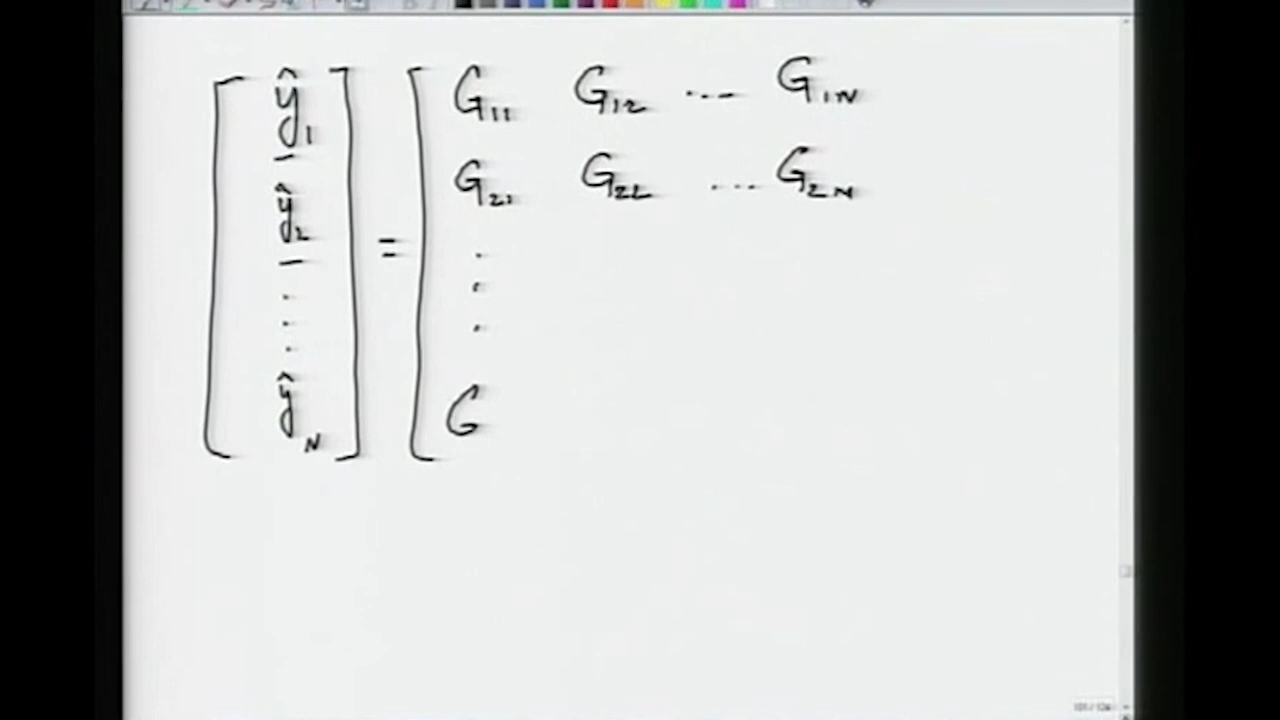 [ ŷ₁ ] = [ G₁₁ G₁₂ ... G₁N
ŷ₂ G₂₁ G₂₂ ... G₂N
⋮ ⋮
ŷN G